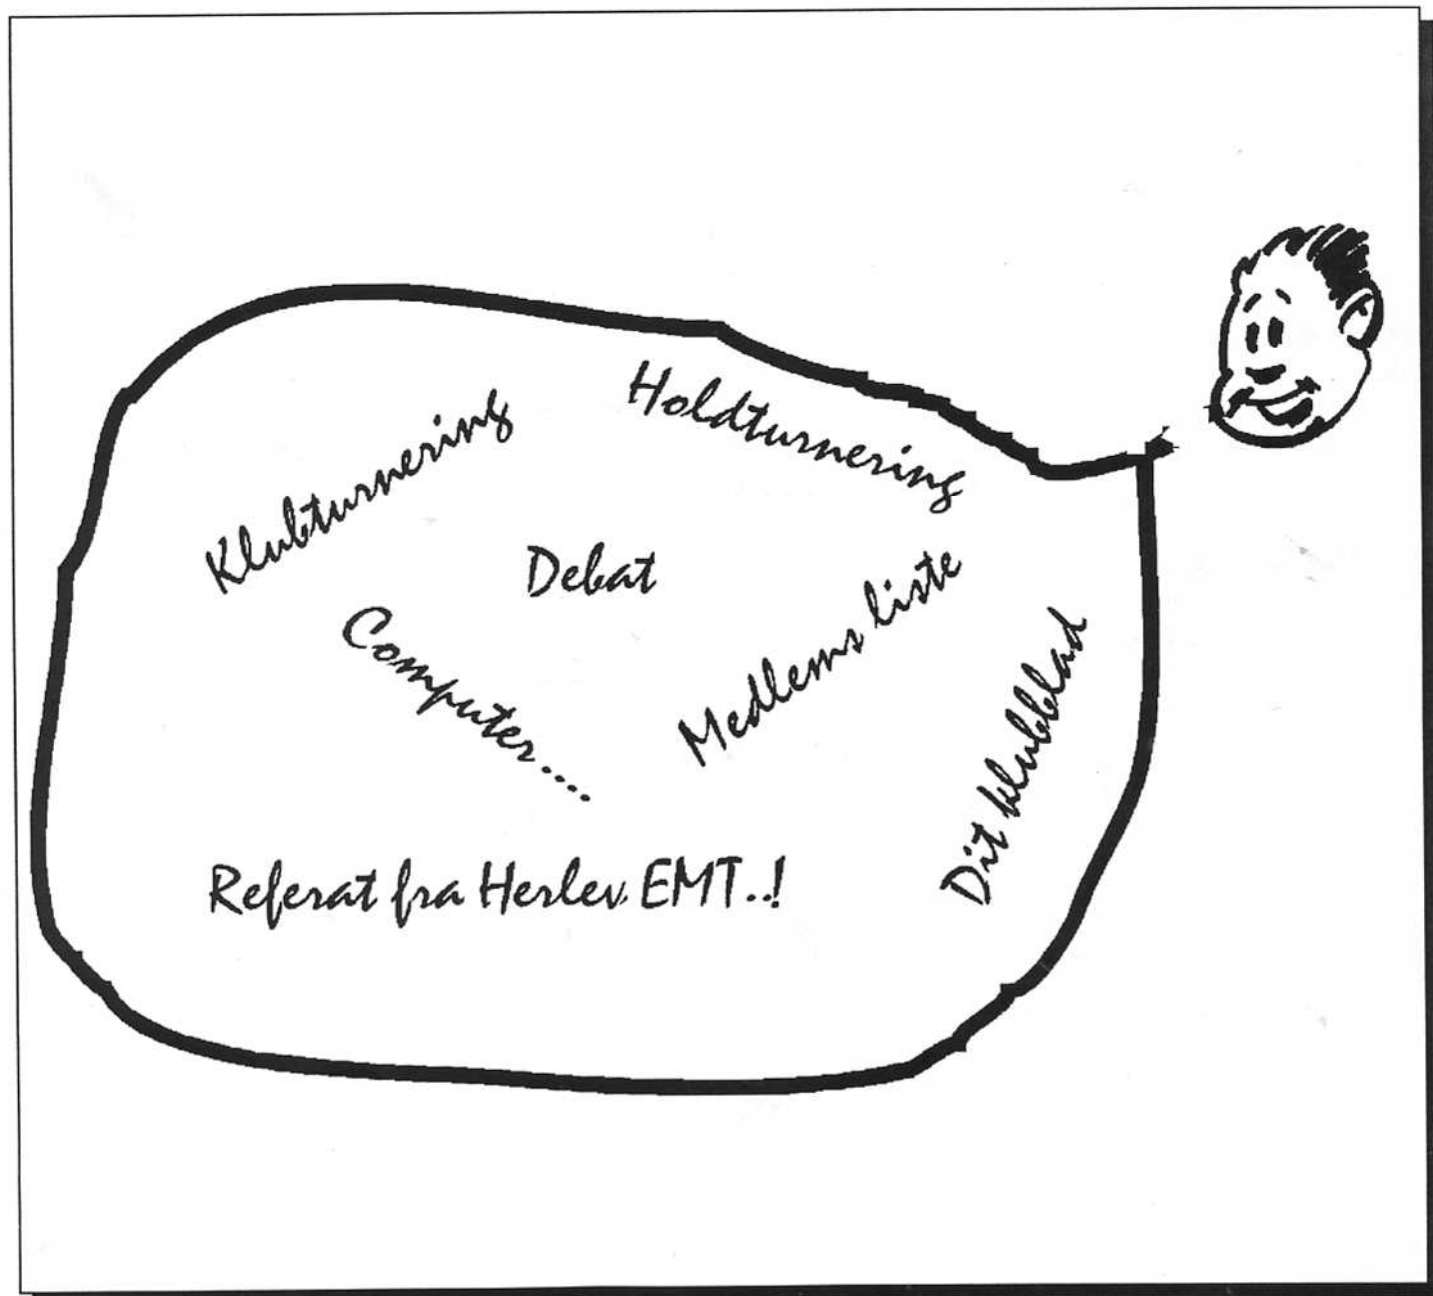 Klubturnering
Holdturnering
Debat
Computer....
Medlems liste
Dit klubblad
Referat fra Herlev EMT..!